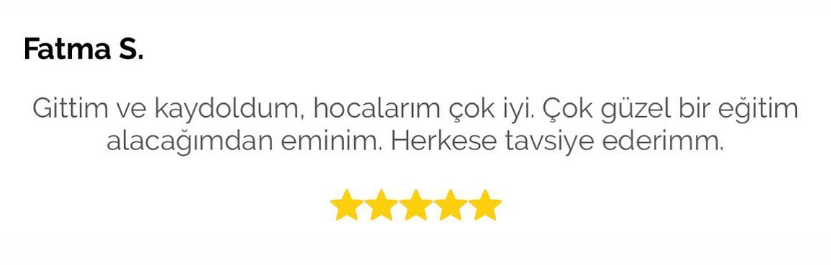 Fatma S.
Gittim ve kaydoldum, hocalarım çok iyi. Çok güzel bir eğitim
alacağımdan eminim. Herkese tavsiye ederimm.